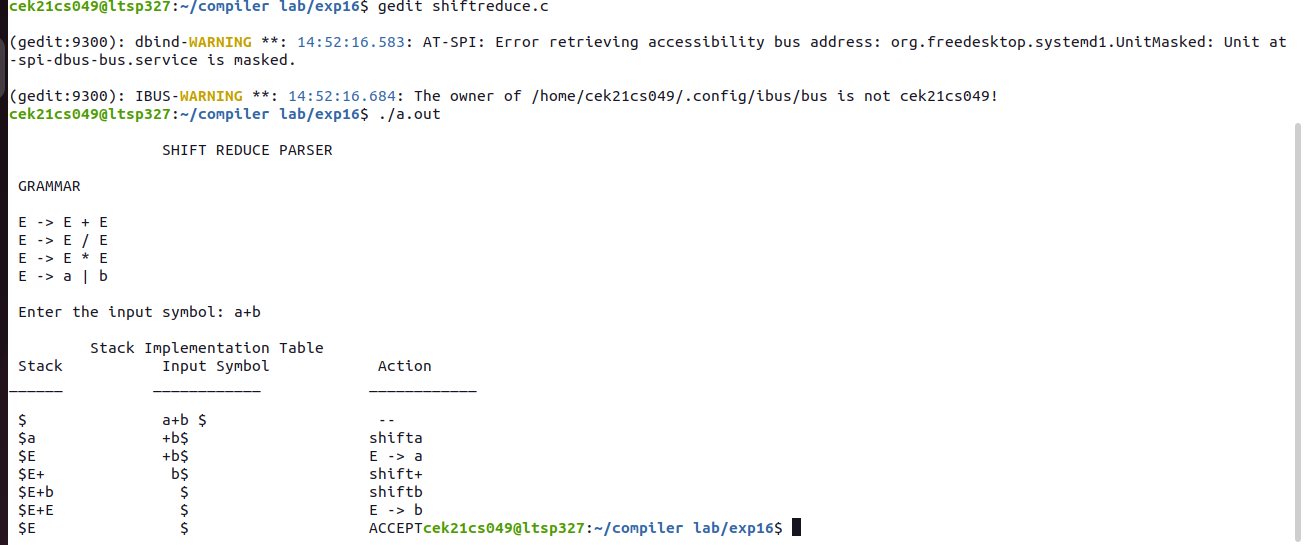 cek21cs049@ltsp327:~/compiler lab/exp16$ gedit shiftreduce.c
(gedit:9300): dbind-WARNING **: 14:52:16.583: AT-SPI: Error retrieving accessibility bus address: org.freedesktop.systemd1.UnitMasked: Unit at
-spi-dbus-bus.service is masked.
(gedit:9300): IBUS-WARNING **: 14:52:16.684: The owner of /home/cek21cs049/.config/ibus/bus is not cek21cs049!
cek21cs049@ltsp327:~/compiler lab/exp16$ ./a.out
SHIFT REDUCE PARSER
GRAMMAR
E -> E + E
E -> E / E
E -> E * E
E -> a | b
Enter the input symbol: a+b
Stack Implementation Table
Stack Input Symbol Action
______ ____________ ____________
$ a+b $ --
$a +b$ shifta
$E +b$ E -> a
$E+ b$ shift+
$E+b $ shiftb
$E+E $ E -> b
$E $ ACCEPTcek21cs049@ltsp327:~/compiler lab/exp16$